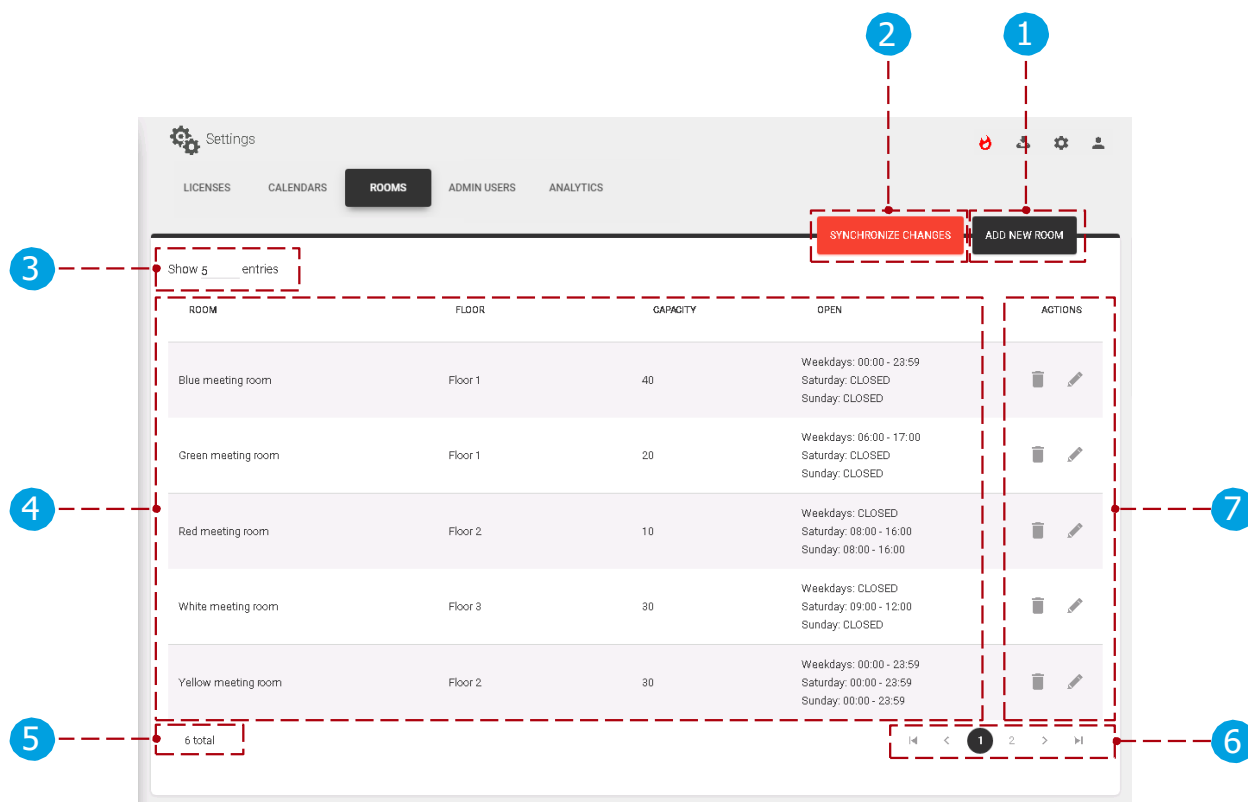 2
1
Settings
LICENSES CALENDARS ROOMS ADMIN USERS ANALYTICS
SYNCHRONIZE CHANGES ADD NEW ROOM
3
Show 5 entries
ROOM FLOOR CAPACITY OPEN ACTIONS
Weekdays: 00:00 - 23:59
Blue meeting room Floor 1 40 Saturday: CLOSED
Sunday: CLOSED
Weekdays: 06:00 - 17:00
Green meeting room Floor 1 20 Saturday: CLOSED
Sunday: CLOSED
4
7
Weekdays: CLOSED
Red meeting room Floor 2 10 Saturday: 08:00 - 16:00
Sunday: 08:00 - 16:00
Weekdays: CLOSED
White meeting room Floor 3 30 Saturday: 09:00 - 12:00
Sunday: CLOSED
Weekdays: 00:00 - 23:59
Yellow meeting room Floor 2 30 Saturday: 00:00 - 23:59
Sunday: 00:00 - 23:59
5
6 total 1 2
6